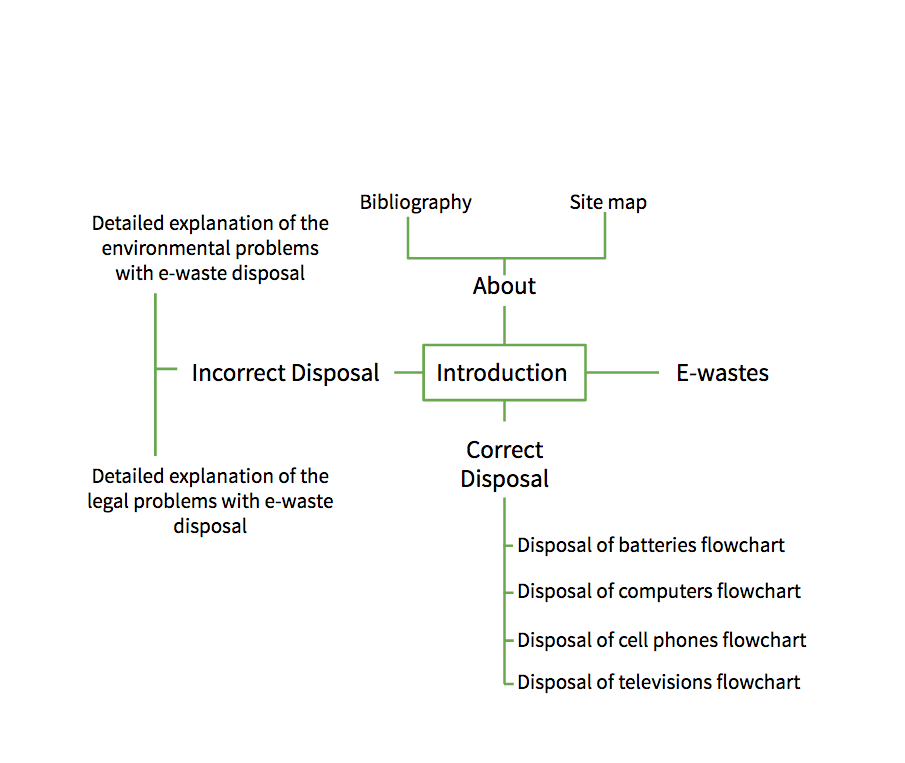 Bibliography
Site map
Detailed explanation of the
environmental problems
with e-waste disposal
About
Incorrect Disposal
Introduction
E-wastes
Correct
Disposal
Detailed explanation of the
legal problems with e-waste
disposal
Disposal of batteries flowchart
Disposal of computers flowchart
Disposal of cell phones flowchart
Disposal of televisions flowchart